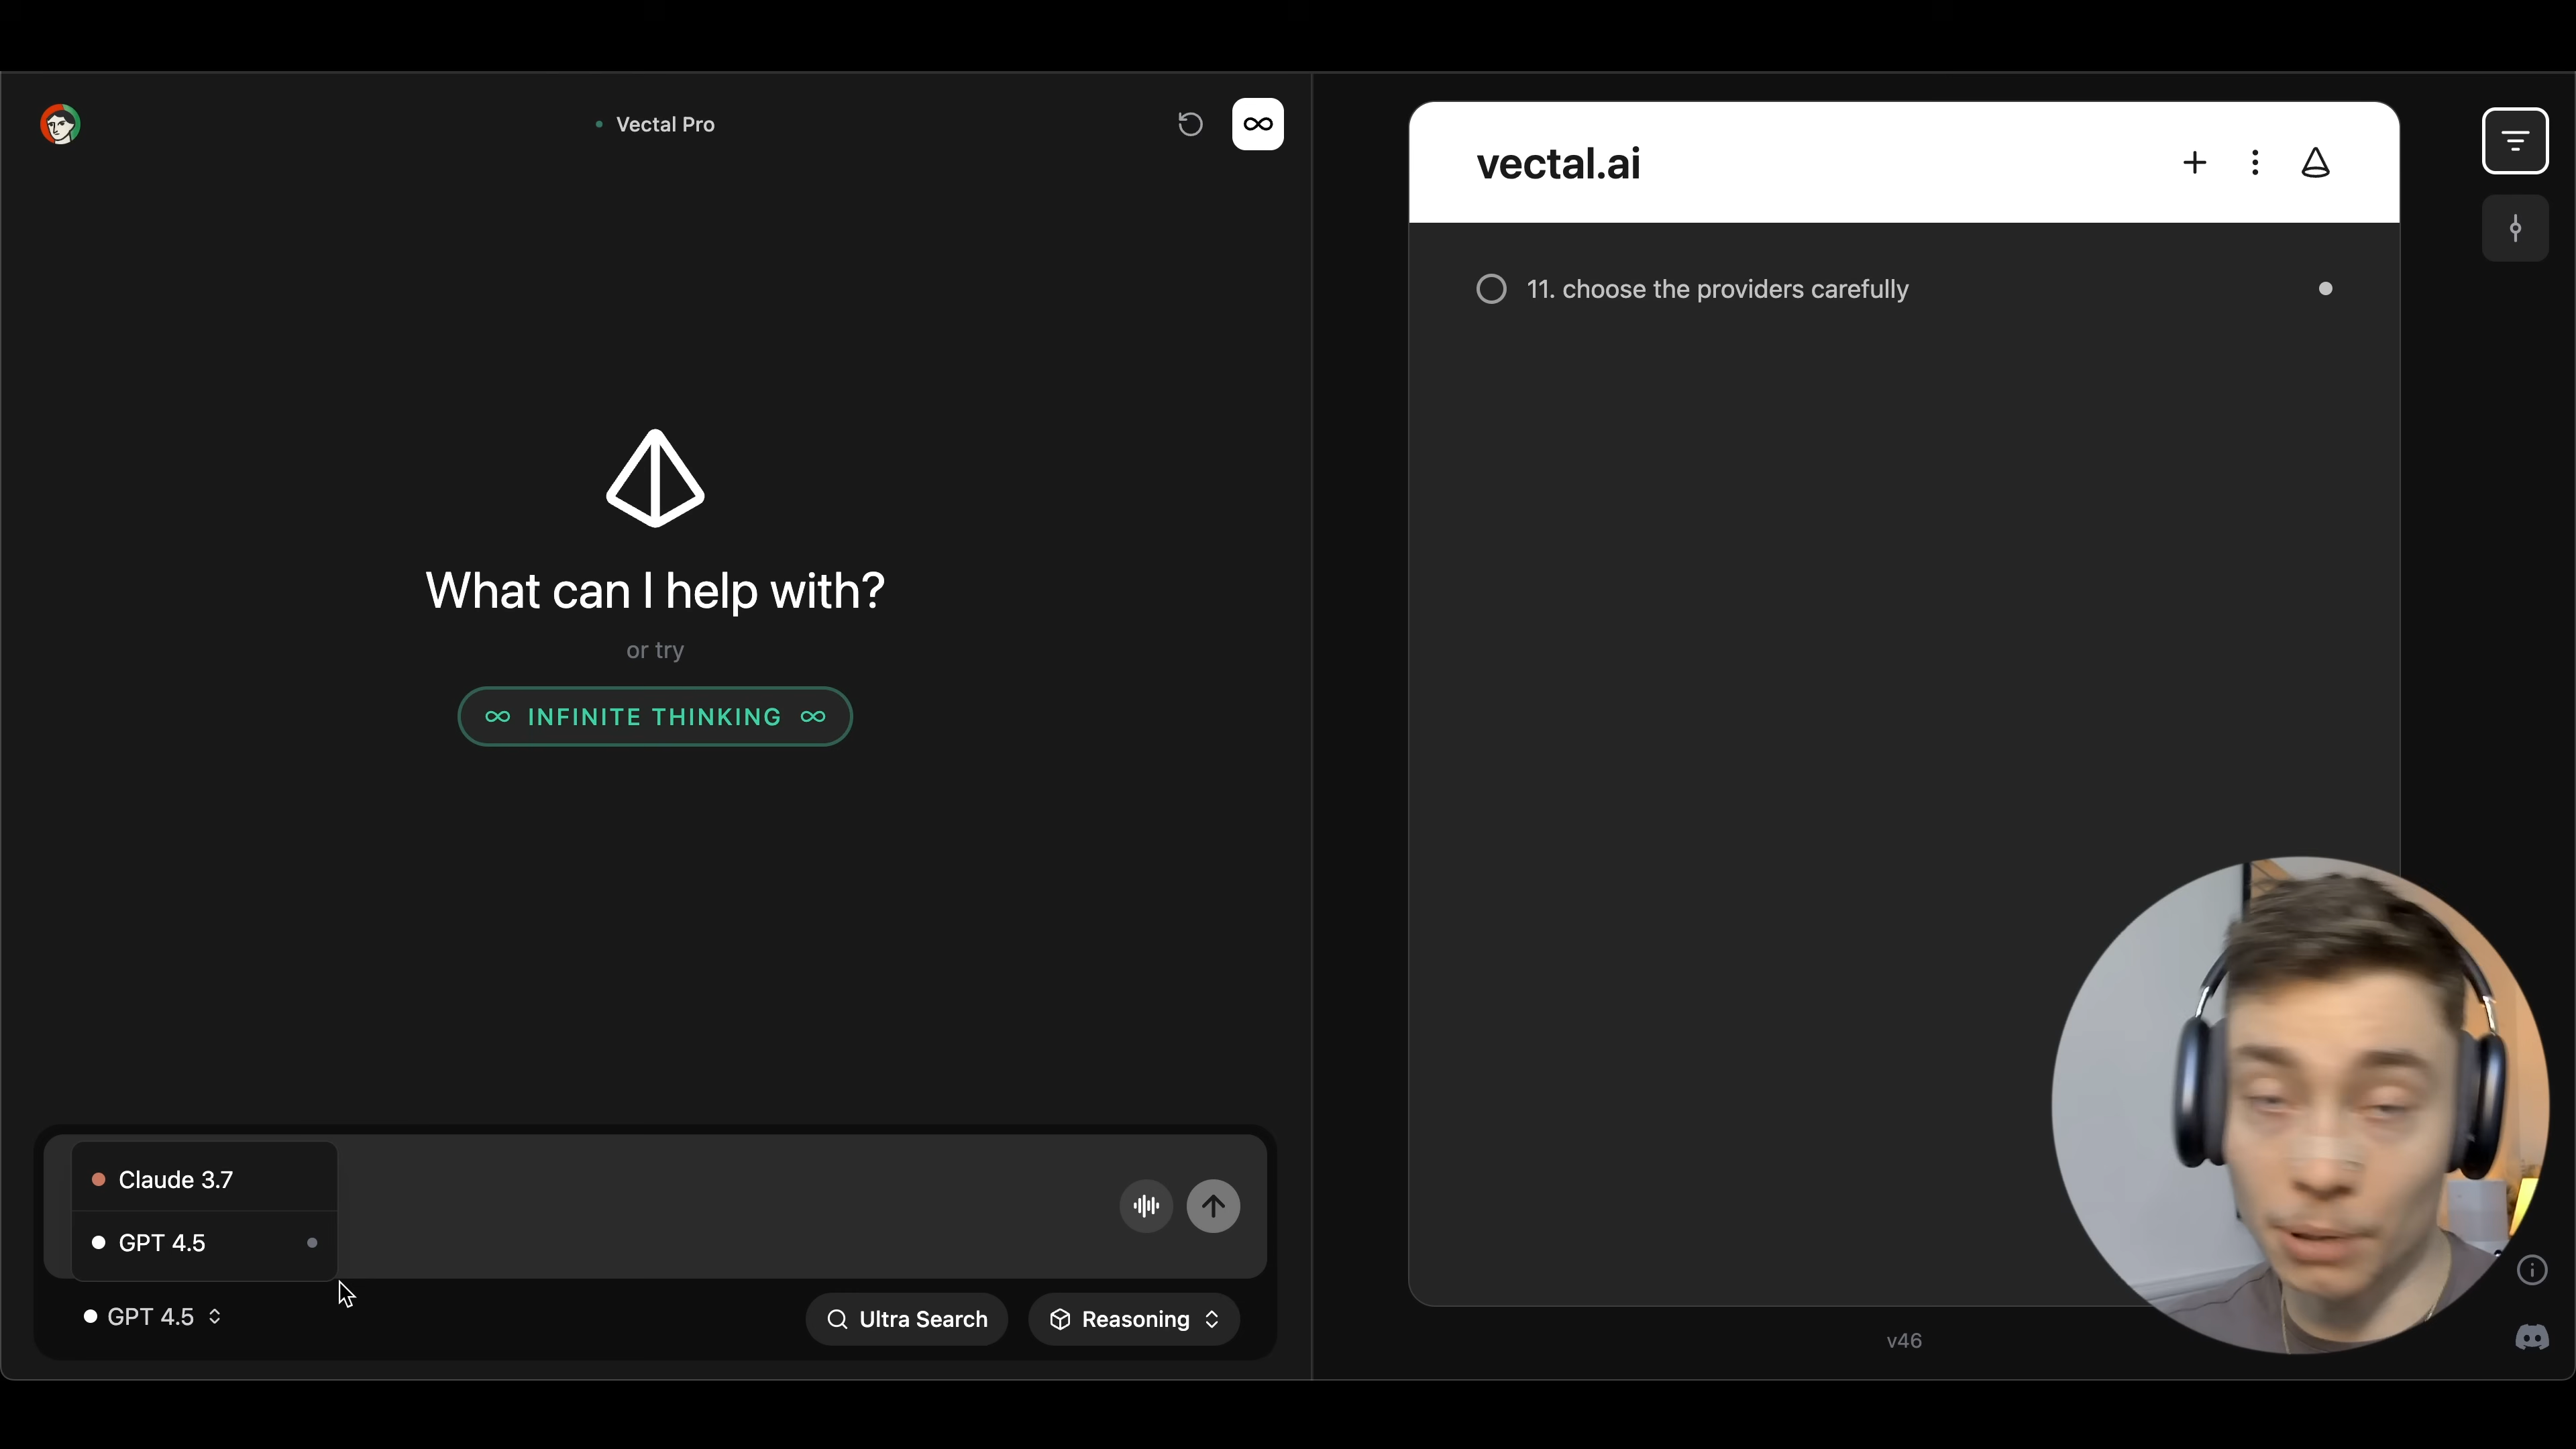 Vectal Pro
What can I help with?
or try
INFINITE THINKING
Claude 3.7
GPT 4.5
GPT 4.5
Ultra Search
Reasoning
vectal.ai
11. choose the providers carefully
v46